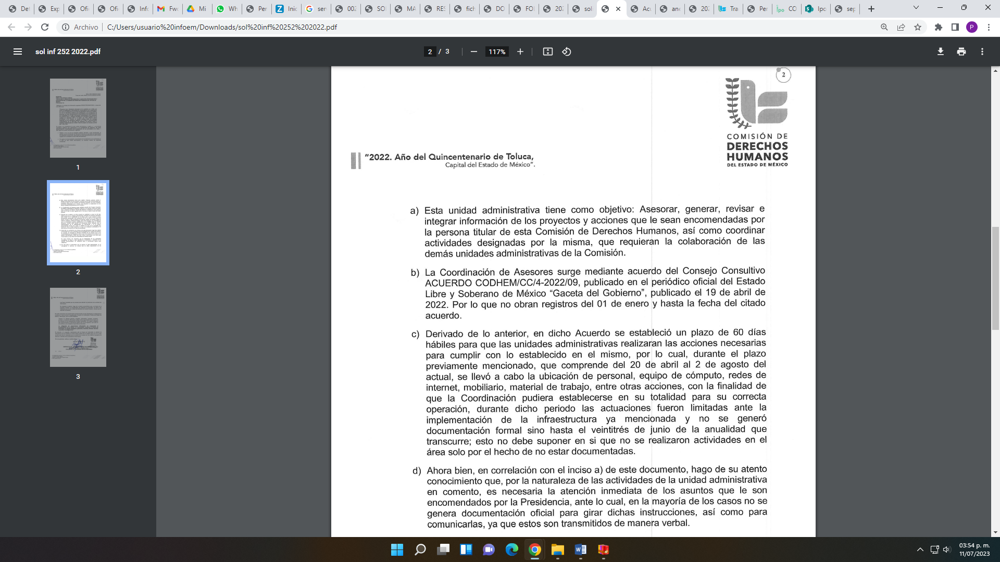 Det
Exp
Ofi
Ofi
Info
Fwc
Mi
Wh
Per
Inic
sen
002
SO
MA
RES
fich
DO
FO
202
soli
Acu
ane
202
Tra
Per
CO
Ipo
sep
Archivo
C:/Users/usuario%20infoem/Downloads/sol%20inf%20252%202022.pdf
P
sol inf 252 2022.pdf
2 / 3
117%
1
2
3
2
COMISIÓN DE
DERECHOS
HUMANOS
DEL ESTADO DE MÉXICO
“2022. Año del Quincentenario de Toluca,
Capital del Estado de México”.
a) Esta unidad administrativa tiene como objetivo: Asesorar, generar, revisar e
integrar información de los proyectos y acciones que le sean encomendadas por
la persona titular de esta Comisión de Derechos Humanos, así como coordinar
actividades designadas por la misma, que requieran la colaboración de las
demás unidades administrativas de la Comisión.
b) La Coordinación de Asesores surge mediante acuerdo del Consejo Consultivo
ACUERDO CODHEM/CC/4-2022/09, publicado en el periódico oficial del Estado
Libre y Soberano de México “Gaceta del Gobierno”, publicado el 19 de abril de
2022. Por lo que no obran registros del 01 de enero y hasta la fecha del citado
acuerdo.
c) Derivado de lo anterior, en dicho Acuerdo se estableció un plazo de 60 días
hábiles para que las unidades administrativas realizaran las acciones necesarias
para cumplir con lo establecido en el mismo, por lo cual, durante el plazo
previamente mencionado, que comprende del 20 de abril al 2 de agosto del
actual, se llevó a cabo la ubicación de personal, equipo de cómputo, redes de
internet, mobiliario, material de trabajo, entre otras acciones, con la finalidad de
que la Coordinación pudiera establecerse en su totalidad para su correcta
operación, durante dicho periodo las actuaciones fueron limitadas ante la
implementación de la infraestructura ya mencionada y no se generó
documentación formal sino hasta el veintitrés de junio de la anualidad que
transcurre; esto no debe suponer en si que no se realizaron actividades en el
área solo por el hecho de no estar documentadas.
d) Ahora bien, en correlación con el inciso a) de este documento, hago de su atento
conocimiento que, por la naturaleza de las actividades de la unidad administrativa
en comento, es necesaria la atención inmediata de los asuntos que le son
encomendados por la Presidencia, ante lo cual, en la mayoría de los casos no se
genera documentación oficial para girar dichas instrucciones, así como para
comunicarlas, ya que estos son transmitidos de manera verbal.
03:54 p. m.
11/07/2023